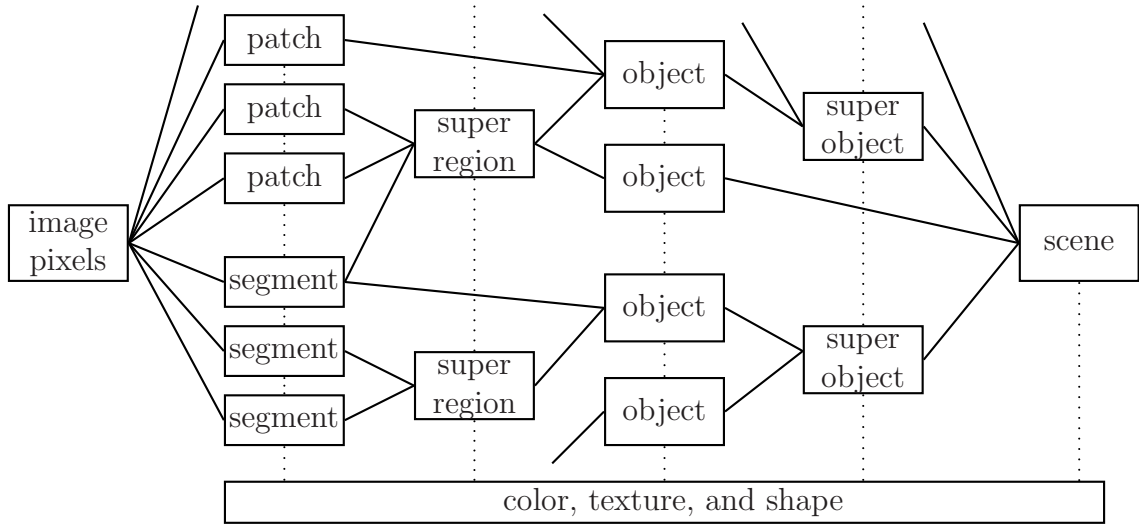 image
pixels
patch
patch
patch
segment
segment
segment
super
region
super
region
object
object
object
object
super
object
super
object
scene
color, texture, and shape